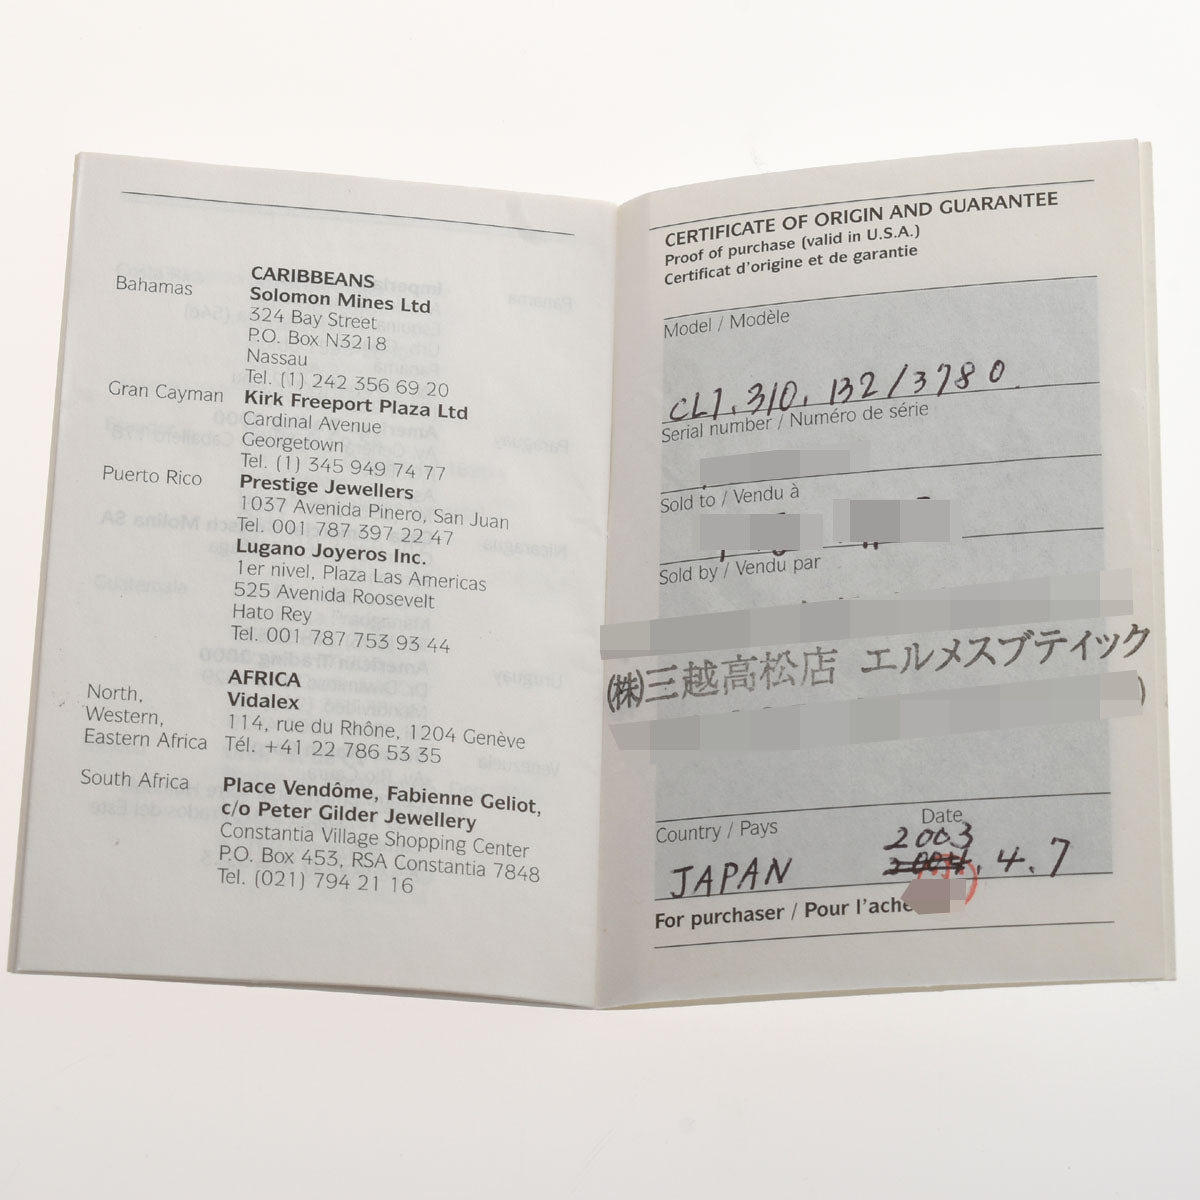 CARIBBEANS
Bahamas
Solomon Mines Ltd
324 Bay Street
P.O. Box N3218
Nassau
Tel. (1) 242 356 69 20
Gran Cayman
Kirk Freeport Plaza Ltd
Cardinal Avenue
Georgetown
Tel. (1) 345 949 74 77
Puerto Rico
Prestige Jewellers
1037 Avenida Pinero, San Juan
Tel. 001 787 397 22 47
Lugano Joyeros Inc.
1er nivel, Plaza Las Americas
525 Avenida Roosevelt
Hato Rey
Tel. 001 787 753 93 44
AFRICA
North,
Western,
Eastern Africa
Vidalex
114, rue du Rhône, 1204 Genève
Tél. +41 22 786 53 35
South Africa
Place Vendôme, Fabienne Geliot,
c/o Peter Gilder Jewellery
Constantia Village Shopping Center
P.O. Box 453, RSA Constantia 7848
Tel. (021) 794 21 16
CERTIFICATE OF ORIGIN AND GUARANTEE
Proof of purchase (valid in U.S.A.)
Certificat d'origine et de garantie
Model / Modèle
CL1.310.132/3780
Serial number / Numéro de série
Sold to / Vendu à
Sold by / Vendu par
(株)三越高松店 エルメスブティック
Country / Pays
Date
2003
JAPAN
.4.7
For purchaser / Pour l'ache